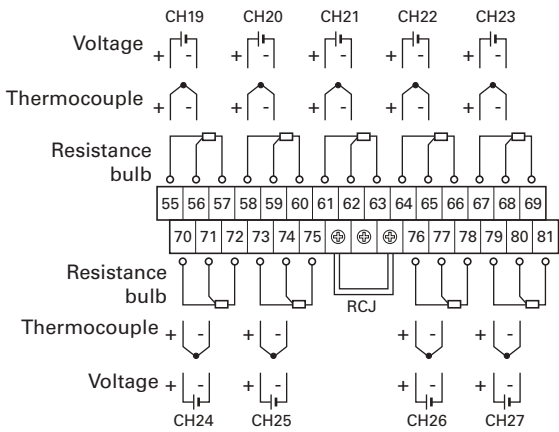 CH19 CH20 CH21 CH22 CH23
Voltage + - + - + - + - + -
Thermocouple + - + - + - + - + -
Resistance
bulb
55 56 57 58 59 60 61 62 63 64 65 66 67 68 69
70 71 72 73 74 75 76 77 78 79 80 81
Resistance
bulb
RCJ
Thermocouple + - + - + - + -
Voltage + - + - + - + -
CH24 CH25 CH26 CH27